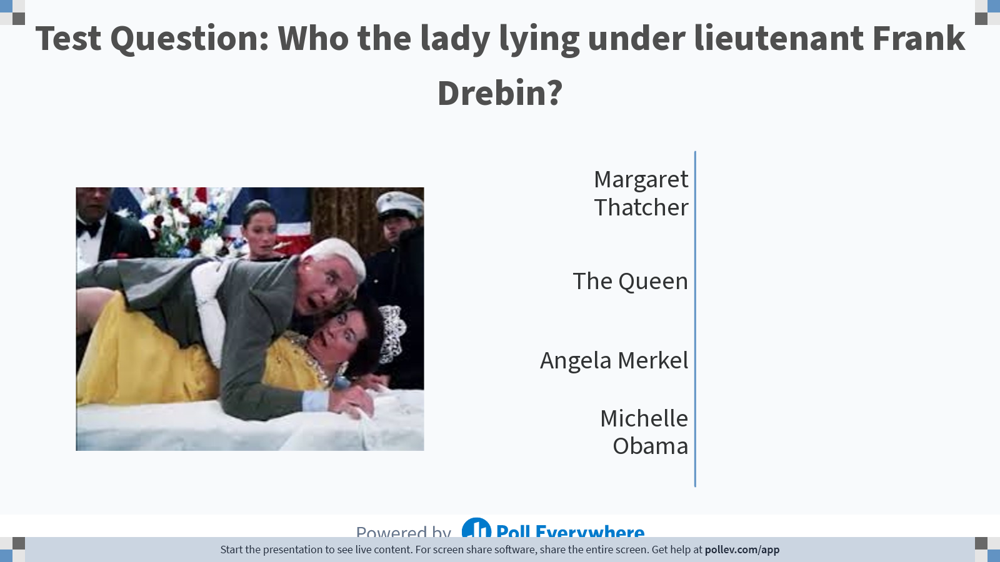 Test Question: Who the lady lying under lieutenant Frank
Drebin?
Margaret
Thatcher
The Queen
Angela Merkel
Michelle
Obama
Powered by Poll Everywhere
Start the presentation to see live content. For screen share software, share the entire screen. Get help at pollev.com/app